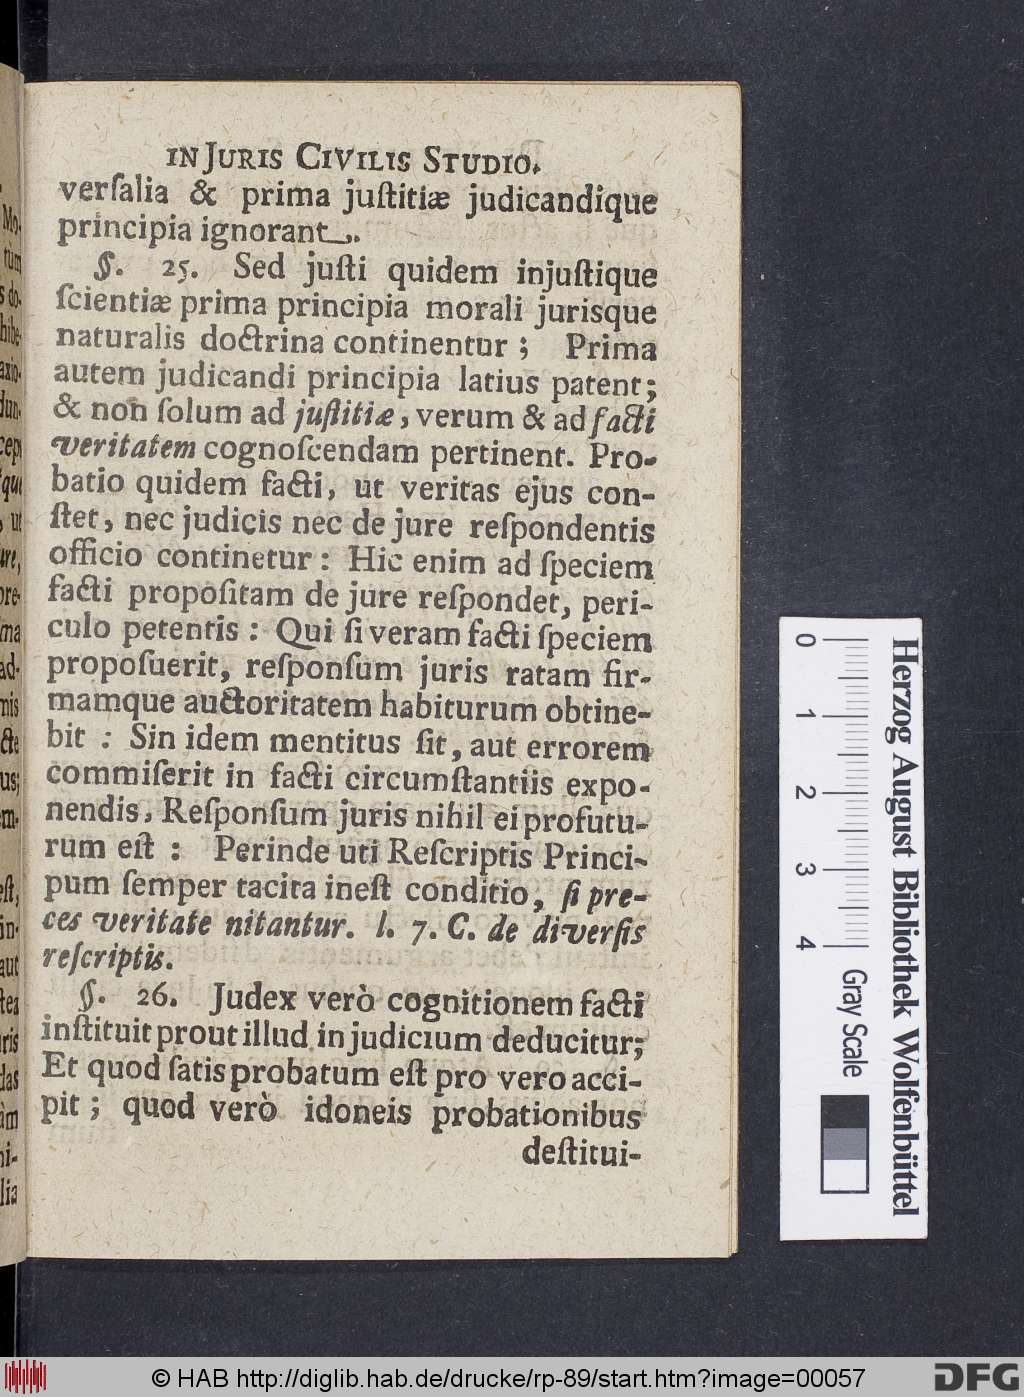 IN JURIS CIVILIS STUDIO.
verſalia & prima juſtitiæ judicandique
principia ignorant.
§. 25. Sed juſti quidem injuſtique
ſcientiæ prima principia morali jurisque
naturalis doctrina continentur ; Prima
autem judicandi principia latius patent;
& non ſolum ad juſtitiæ, verum & ad facti
veritatem cognoſcendam pertinent. Pro-
batio quidem facti, ut veritas ejus con-
ſtet, nec judicis nec de jure reſpondentis
officio continetur : Hic enim ad ſpeciem
facti propoſitam de jure reſpondet, peri-
culo petentis : Qui ſi veram facti ſpeciem
propoſuerit, reſponſum juris ratam fir-
mamque auctoritatem habiturum obtine-
bit : Sin idem mentitus ſit, aut errorem
commiſerit in facti circumſtantiis expo-
nendis, Reſponſum juris nihil ei profutu-
rum eſt : Perinde uti Reſcriptis Princi-
pum ſemper tacita ineſt conditio, ſi pre-
ces veritate nitantur. l. 7. C. de diverſis
reſcriptis.
§. 26. Judex verò cognitionem facti
inſtituit prout illud in judicium deducitur;
Et quod ſatis probatum eſt pro vero acci-
pit ; quod verò idoneis probationibus
deſtitui-
Herzog August Bibliothek Wolfenbüttel
0 1 2 3 4
Gray Scale
© HAB http://diglib.hab.de/drucke/rp-89/start.htm?image=00057
DFG